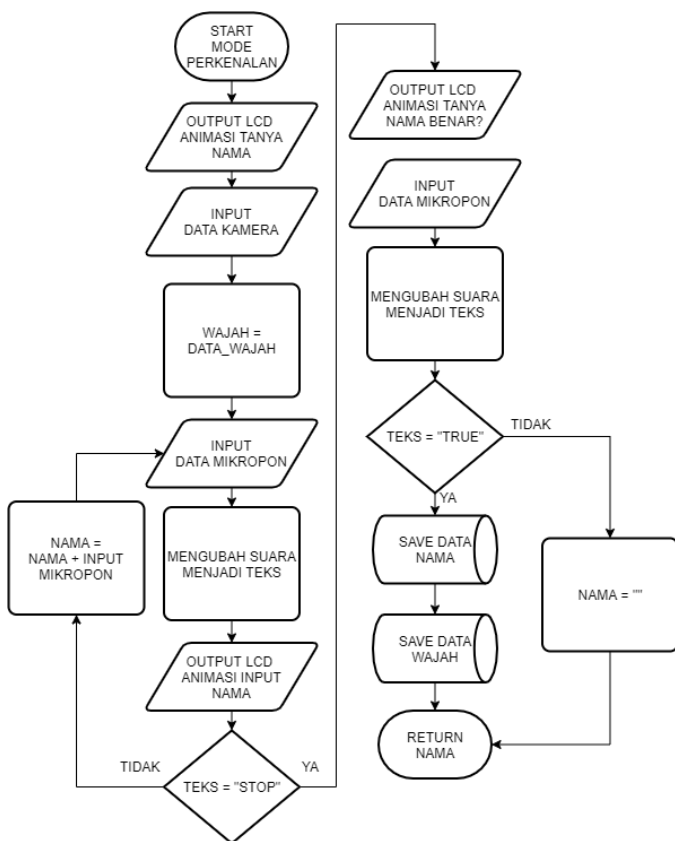 START
MODE
PERKENALAN
OUTPUT LCD
ANIMASI TANYA
NAMA
INPUT
DATA KAMERA
WAJAH =
DATA_WAJAH
INPUT
DATA MIKROPON
NAMA =
NAMA + INPUT
MIKROPON
MENGUBAH SUARA
MENJADI TEKS
OUTPUT LCD
ANIMASI INPUT
NAMA
TIDAK
TEKS = "STOP"
YA
OUTPUT LCD
ANIMASI TANYA
NAMA BENAR?
INPUT
DATA MIKROPON
MENGUBAH SUARA
MENJADI TEKS
TEKS = "TRUE"
TIDAK
YA
SAVE DATA
NAMA
NAMA = ""
SAVE DATA
WAJAH
RETURN
NAMA